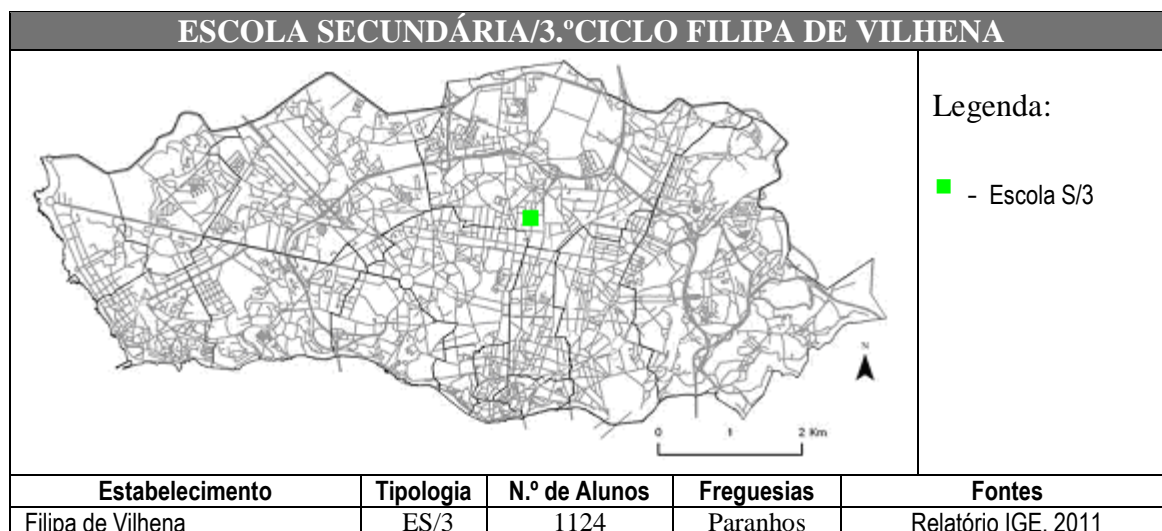 ESCOLA SECUNDÁRIA/3.ºCICLO FILIPA DE VILHENA
Legenda:
- Escola S/3
N
0 1 2 Km
Estabelecimento Tipologia N.º de Alunos Freguesias Fontes
Filipa de Vilhena ES/3 1124 Paranhos Relatório IGE, 2011